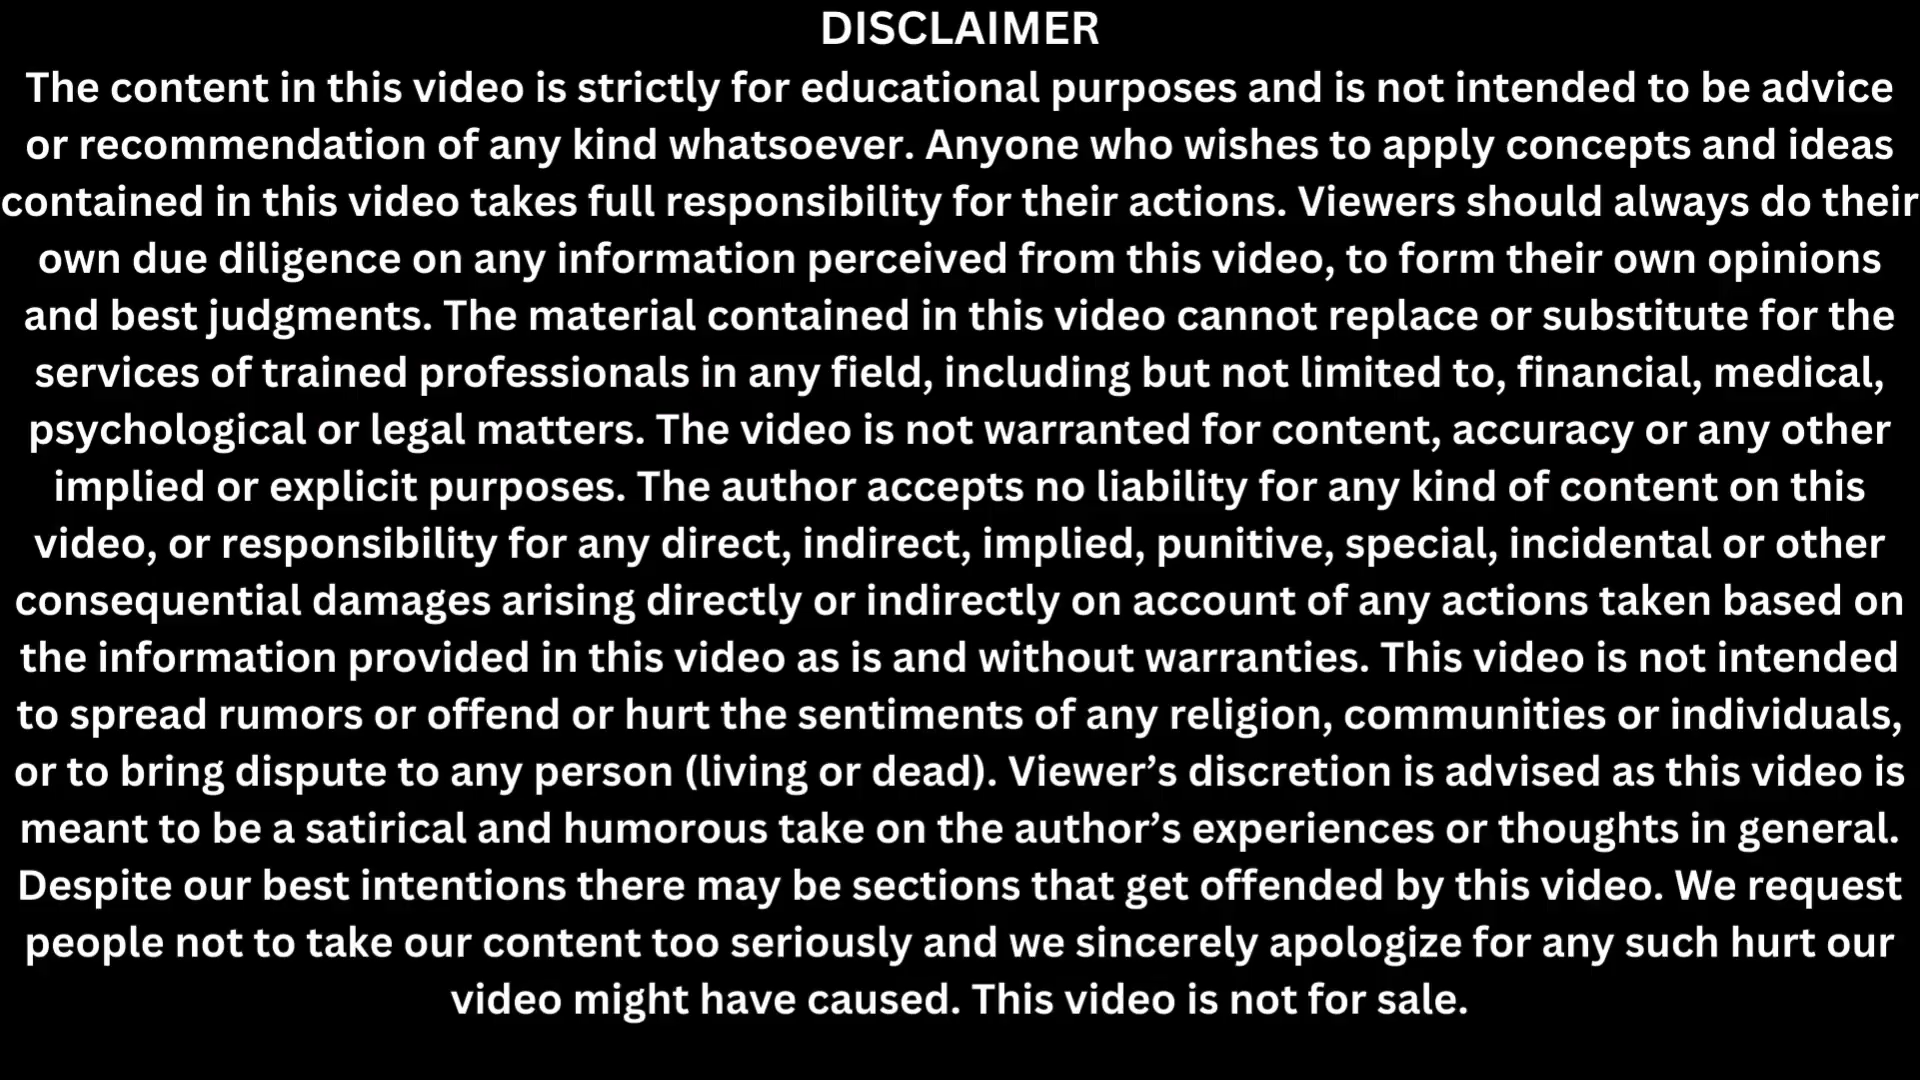 DISCLAIMER
The content in this video is strictly for educational purposes and is not intended to be advice
or recommendation of any kind whatsoever. Anyone who wishes to apply concepts and ideas
contained in this video takes full responsibility for their actions. Viewers should always do their
own due diligence on any information perceived from this video, to form their own opinions
and best judgments. The material contained in this video cannot replace or substitute for the
services of trained professionals in any field, including but not limited to, financial, medical,
psychological or legal matters. The video is not warranted for content, accuracy or any other
implied or explicit purposes. The author accepts no liability for any kind of content on this
video, or responsibility for any direct, indirect, implied, punitive, special, incidental or other
consequential damages arising directly or indirectly on account of any actions taken based on
the information provided in this video as is and without warranties. This video is not intended
to spread rumors or offend or hurt the sentiments of any religion, communities or individuals,
or to bring dispute to any person (living or dead). Viewer’s discretion is advised as this video is
meant to be a satirical and humorous take on the author’s experiences or thoughts in general.
Despite our best intentions there may be sections that get offended by this video. We request
people not to take our content too seriously and we sincerely apologize for any such hurt our
video might have caused. This video is not for sale.